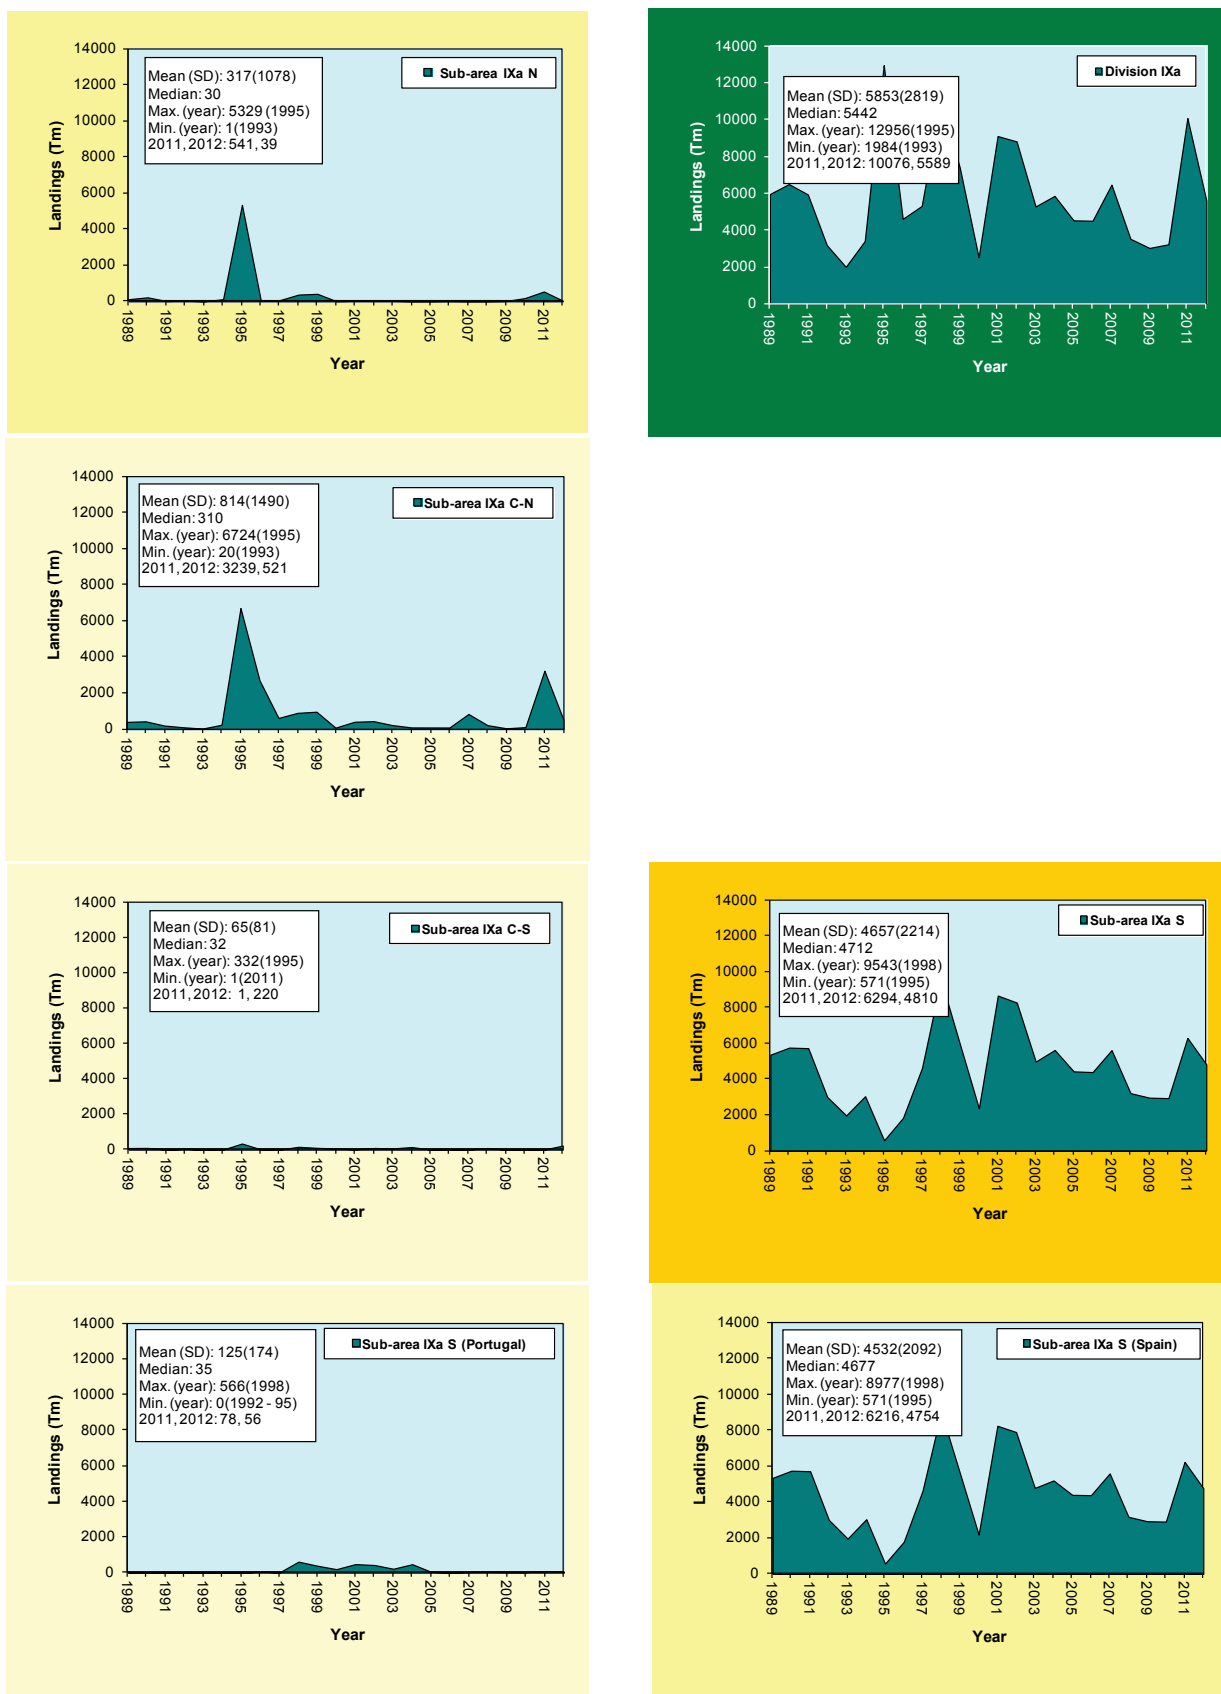 14000
12000
10000
8000
6000
4000
2000
0
Landings (Tm)
Mean (SD): 317(1078)
Median: 30
Max. (year): 5329 (1995)
Min. (year): 1(1993)
2011, 2012: 541, 39
Sub-area IXa N
1989
1991
1993
1995
1997
1999
2001
2003
2005
2007
2009
2011
Year
14000
12000
10000
8000
6000
4000
2000
0
Landings (Tm)
Mean (SD): 5853(2819)
Median: 5442
Max. (year): 12956(1995)
Min. (year): 1984(1993)
2011, 2012: 10076, 5589
Division IXa
1989
1991
1993
1995
1997
1999
2001
2003
2005
2007
2009
2011
Year
14000
12000
10000
8000
6000
4000
2000
0
Landings (Tm)
Mean (SD): 814(1490)
Median: 310
Max. (year): 6724(1995)
Min. (year): 20(1993)
2011, 2012: 3239, 521
Sub-area IXa C-N
1989
1991
1993
1995
1997
1999
2001
2003
2005
2007
2009
2011
Year
14000
12000
10000
8000
6000
4000
2000
0
Landings (Tm)
Mean (SD): 65(81)
Median: 32
Max. (year): 332(1995)
Min. (year): 1(2011)
2011, 2012: 1, 220
Sub-area IXa C-S
1989
1991
1993
1995
1997
1999
2001
2003
2005
2007
2009
2011
Year
14000
12000
10000
8000
6000
4000
2000
0
Landings (Tm)
Mean (SD): 4657(2214)
Median: 4712
Max. (year): 9543(1998)
Min. (year): 571(1995)
2011, 2012: 6294, 4810
Sub-area IXa S
1989
1991
1993
1995
1997
1999
2001
2003
2005
2007
2009
2011
Year
14000
12000
10000
8000
6000
4000
2000
0
Landings (Tm)
Mean (SD): 125(174)
Median: 35
Max. (year): 566(1998)
Min. (year): 0(1992 - 95)
2011, 2012: 78, 56
Sub-area IXa S (Portugal)
1989
1991
1993
1995
1997
1999
2001
2003
2005
2007
2009
2011
Year
14000
12000
10000
8000
6000
4000
2000
0
Landings (Tm)
Mean (SD): 4532(2092)
Median: 4677
Max. (year): 8977(1998)
Min. (year): 571(1995)
2011, 2012: 6216, 4754
Sub-area IXa S (Spain)
1989
1991
1993
1995
1997
1999
2001
2003
2005
2007
2009
2011
Year